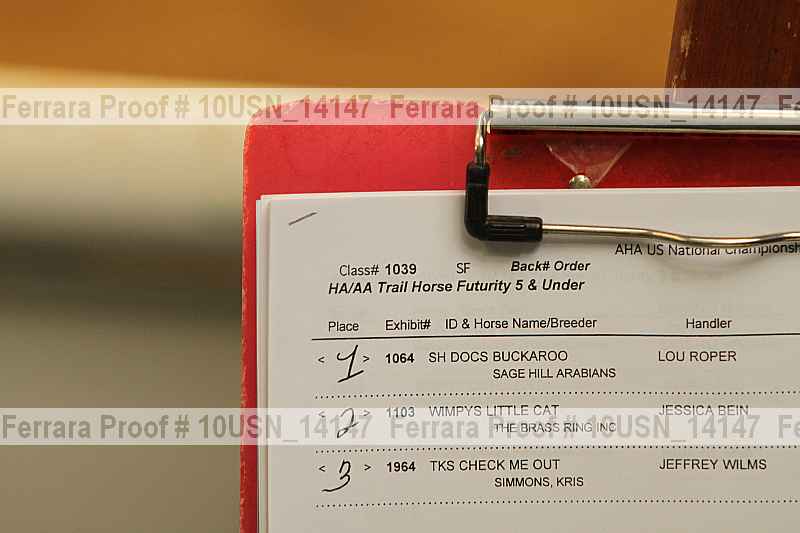 Ferrara Proof # 10USN_14147 Ferrara Proof # 10USN_14147
AHA US National Championsh
Class# 1039 SF Back# Order
HA/AA Trail Horse Futurity 5 & Under
Place Exhibit# ID & Horse Name/Breeder Handler
< 1 > 1064 SH DOCS BUCKAROO LOU ROPER
SAGE HILL ARABIANS
< 2 > 1103 WIMPYS LITTLE CAT JESSICA BEIN
THE BRASS RING INC
Ferrara Proof # 10USN_14147 Ferrara Proof # 10USN_14147
< 3 > 1964 TKS CHECK ME OUT JEFFREY WILMS
SIMMONS, KRIS